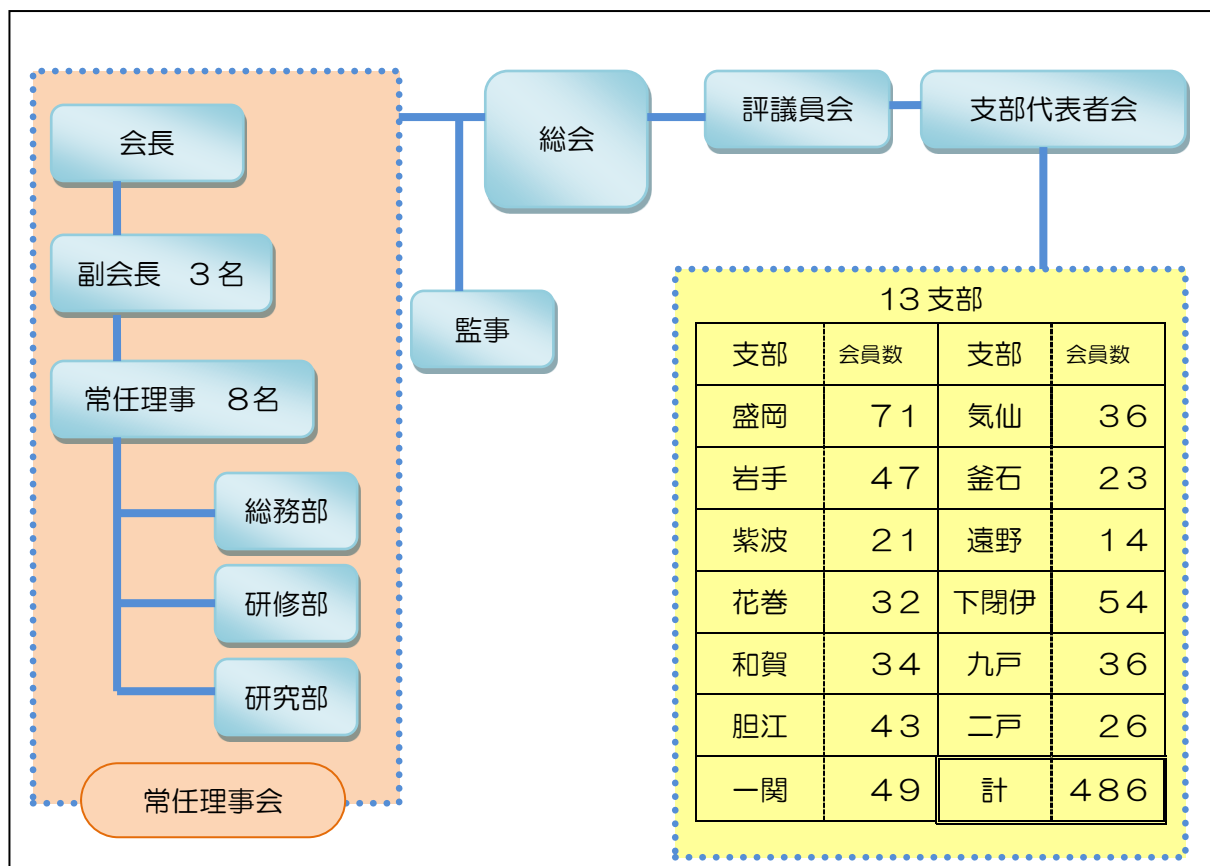 会長
副会長　３名
常任理事　８名
総務部
研修部
研究部
常任理事会
監事
総会
評議員会
支部代表者会
13支部
支部 会員数 支部 会員数
盛岡 ７１ 気仙 ３６
岩手 ４７ 釜石 ２３
紫波 ２１ 遠野 １４
花巻 ３２ 下閉伊 ５４
和賀 ３４ 九戸 ３６
胆江 ４３ 二戸 ２６
一関 ４９ 計 ４８６